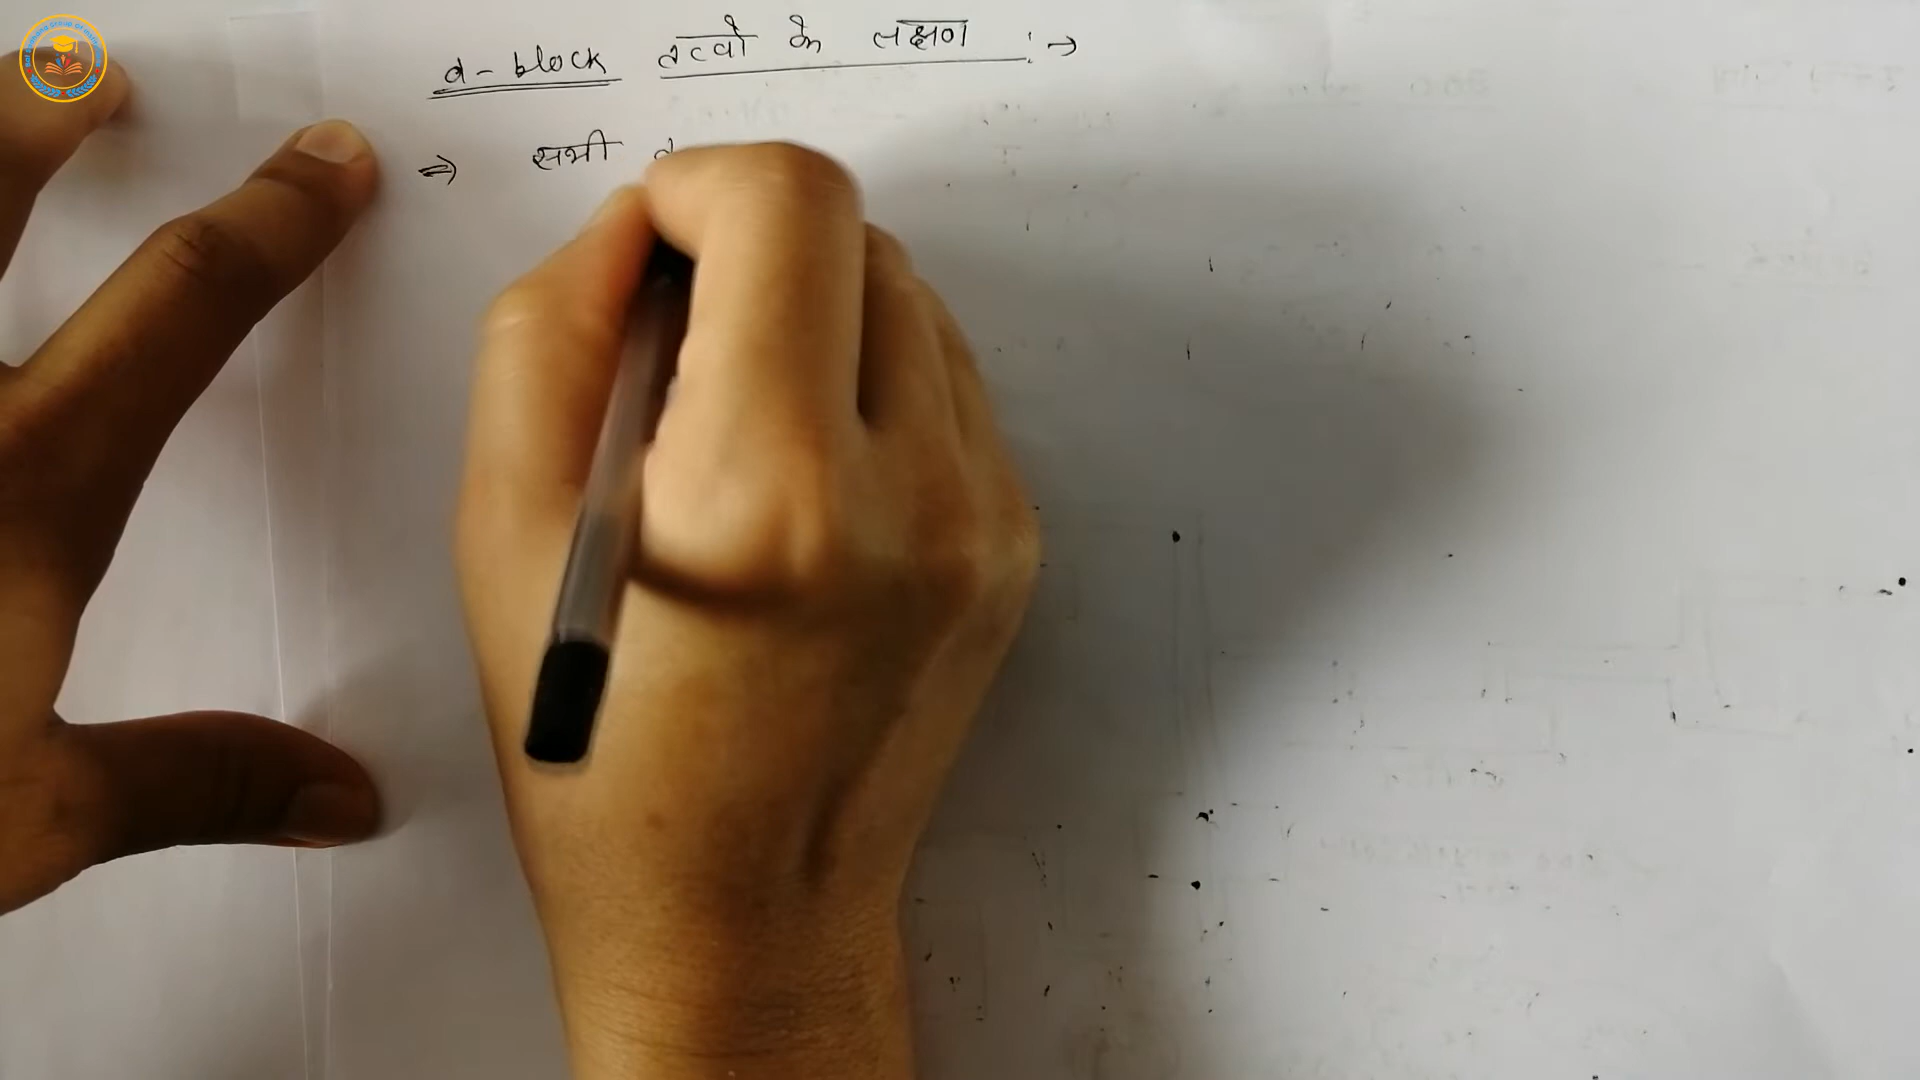 d-block तत्वो के लक्षण :→
⇒ सभी d